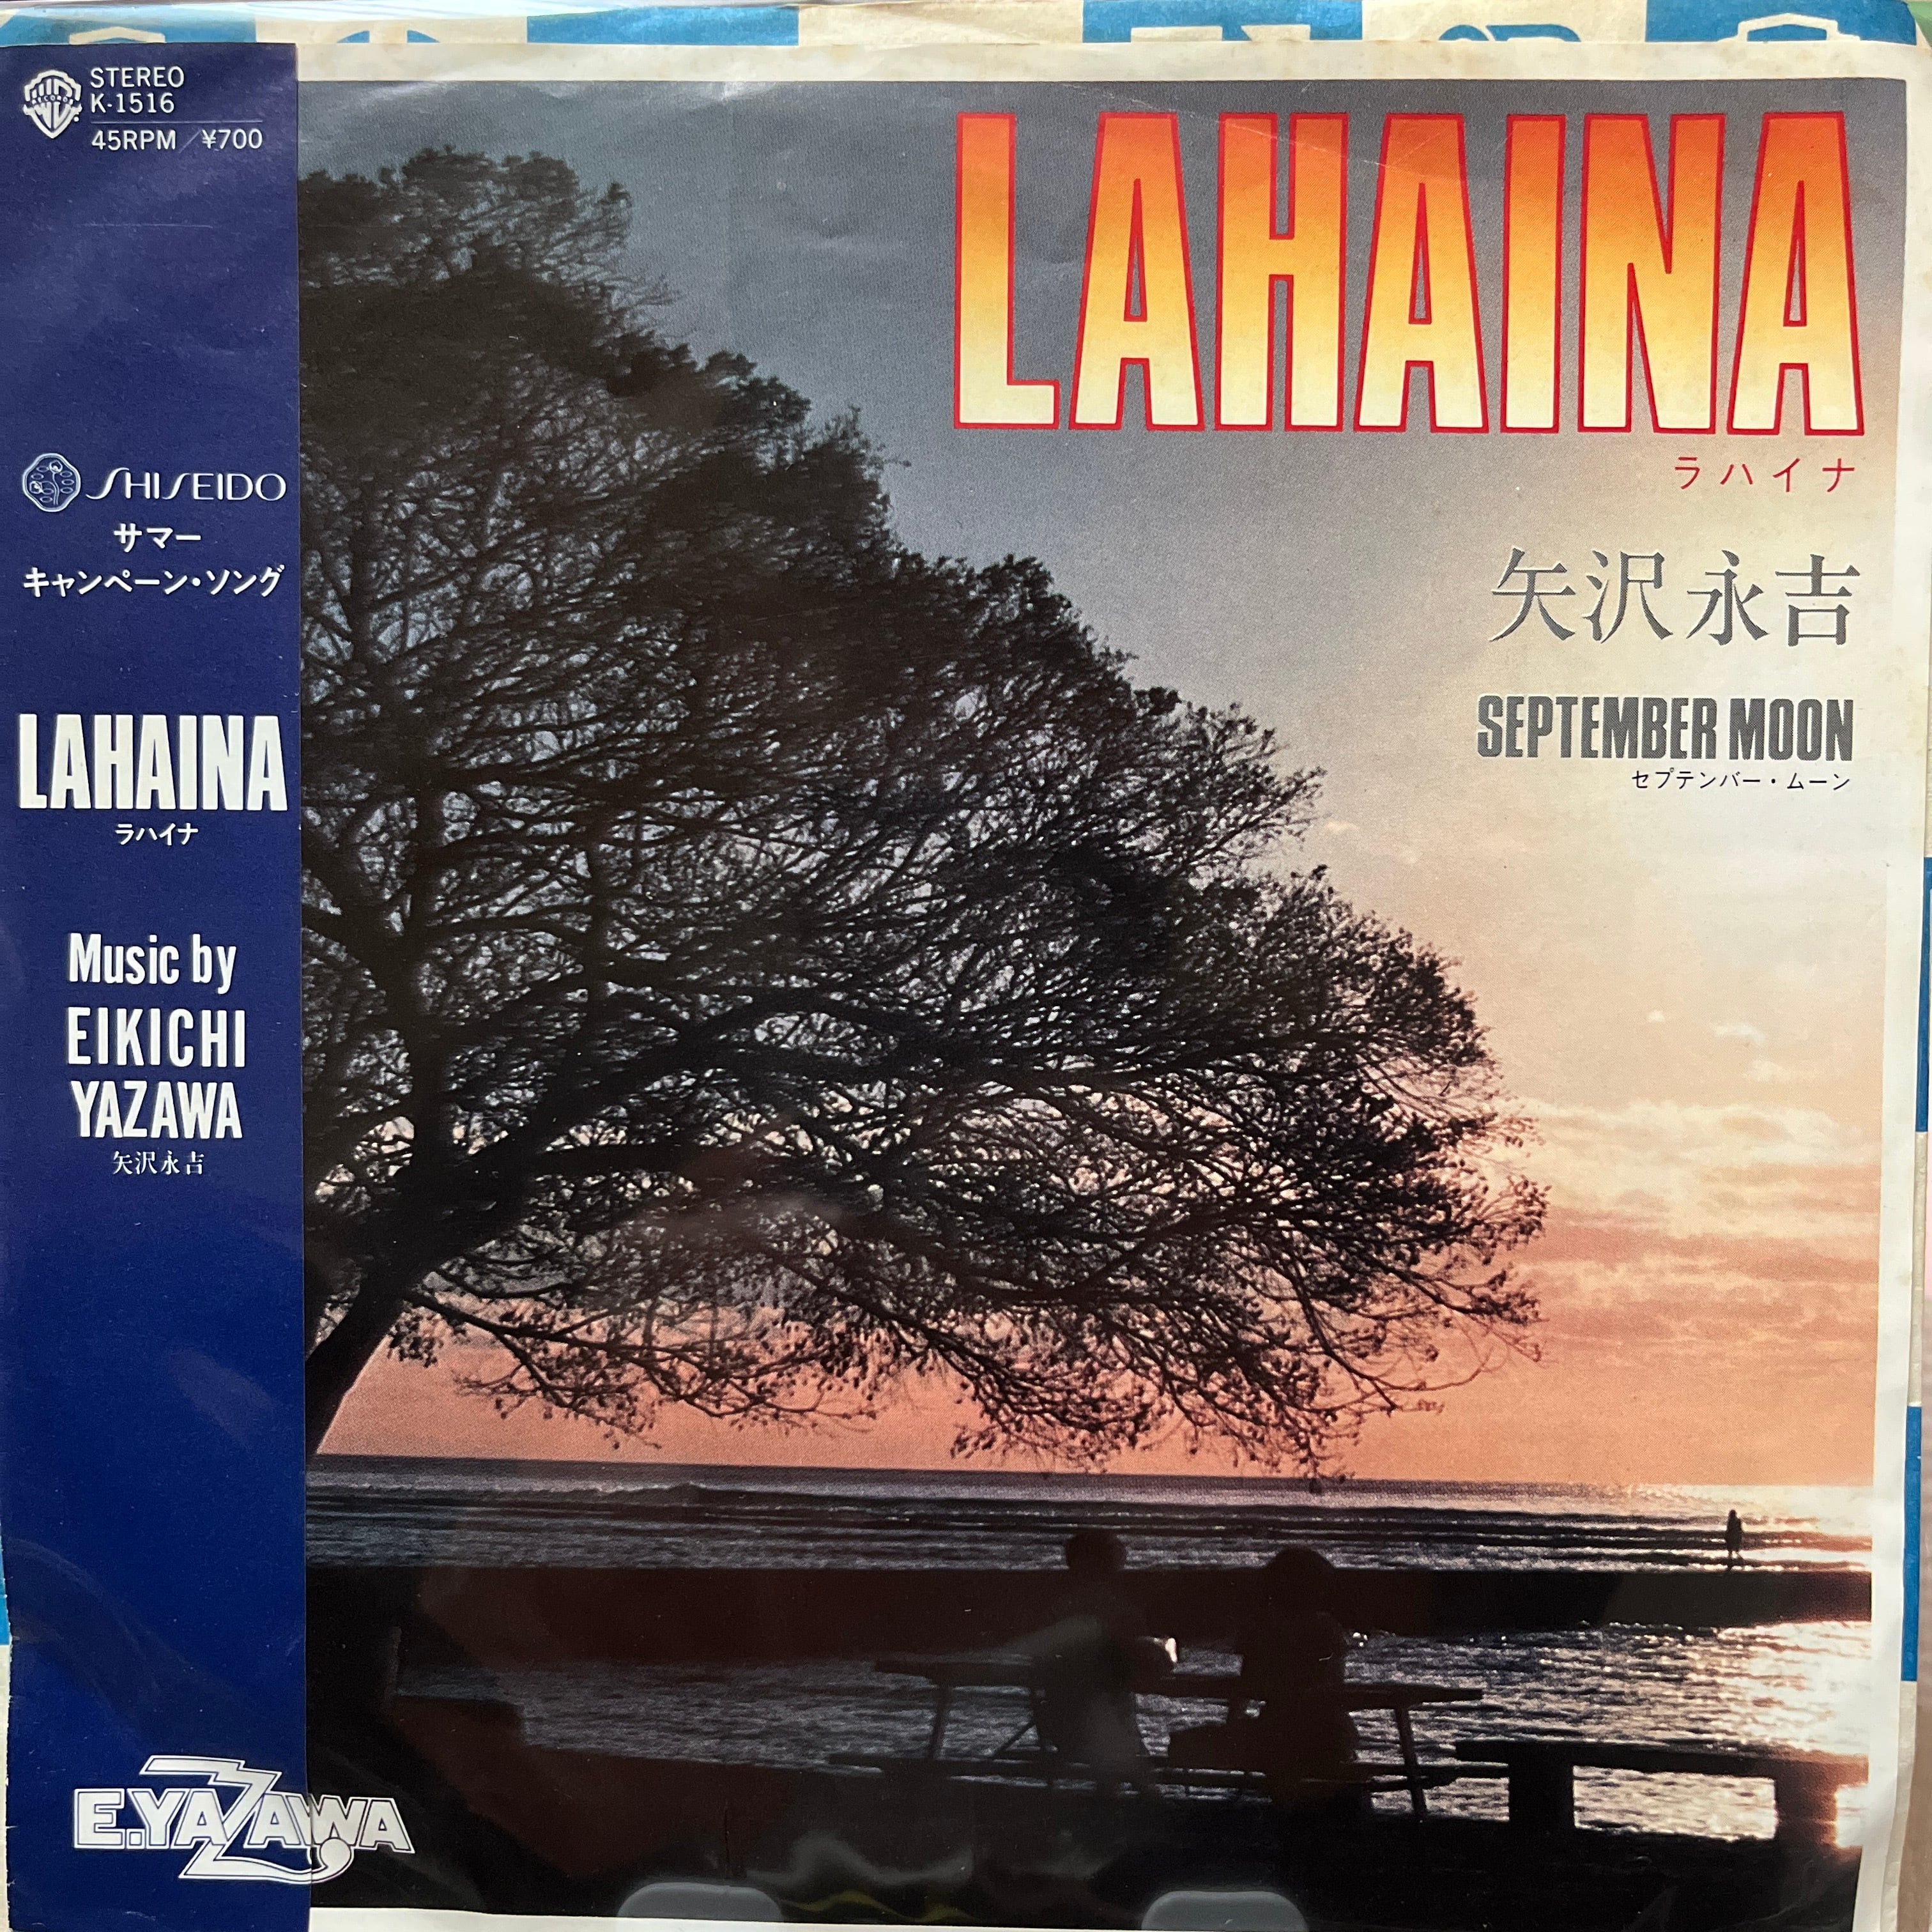 STEREO
K-1516
45RPM／¥700
SHISEIDO
サマー
キャンペーン・ソング
LAHAINA
ラハイナ
Music by
EIKICHI
YAZAWA
矢沢永吉
E.YAZAWA
LAHAINA
ラハイナ
矢沢永吉
SEPTEMBER MOON
セプテンバー・ムーン